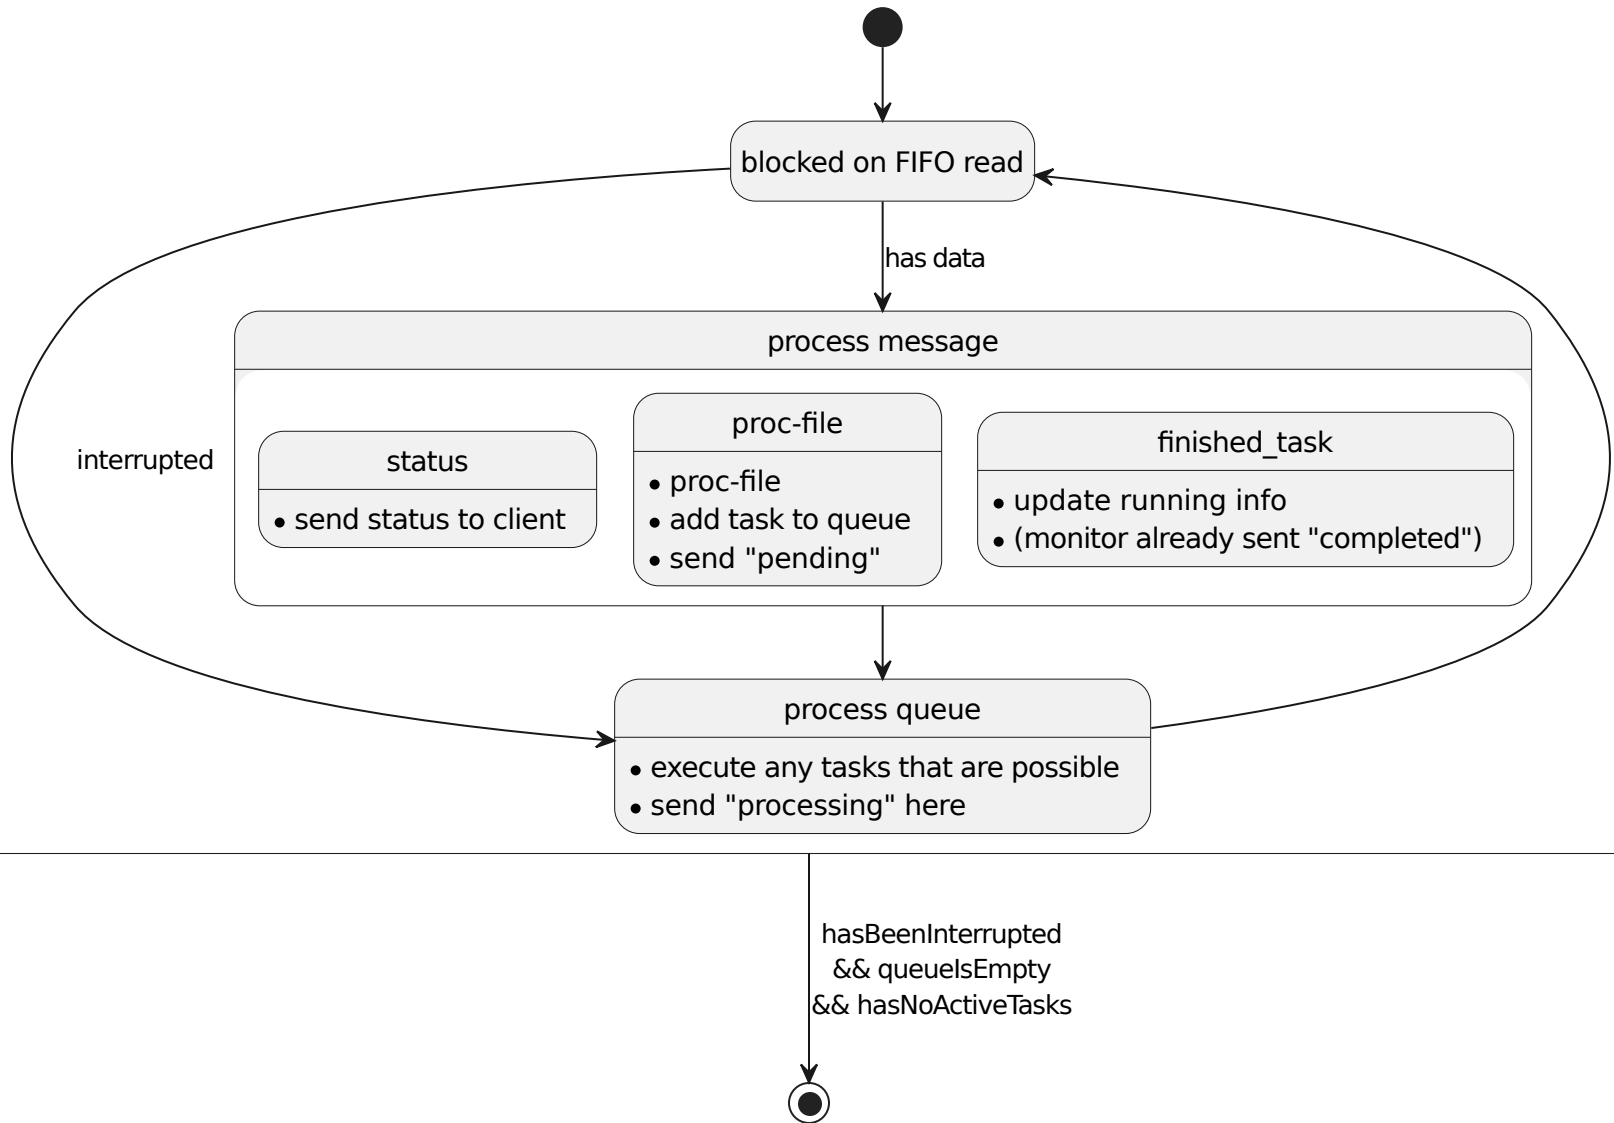 blocked on FIFO read
has data
process message
interrupted
status
• send status to client
proc-file
• proc-file
• add task to queue
• send "pending"
finished_task
• update running info
• (monitor already sent "completed")
process queue
• execute any tasks that are possible
• send "processing" here
hasBeenInterrupted
&& queueIsEmpty
&& hasNoActiveTasks